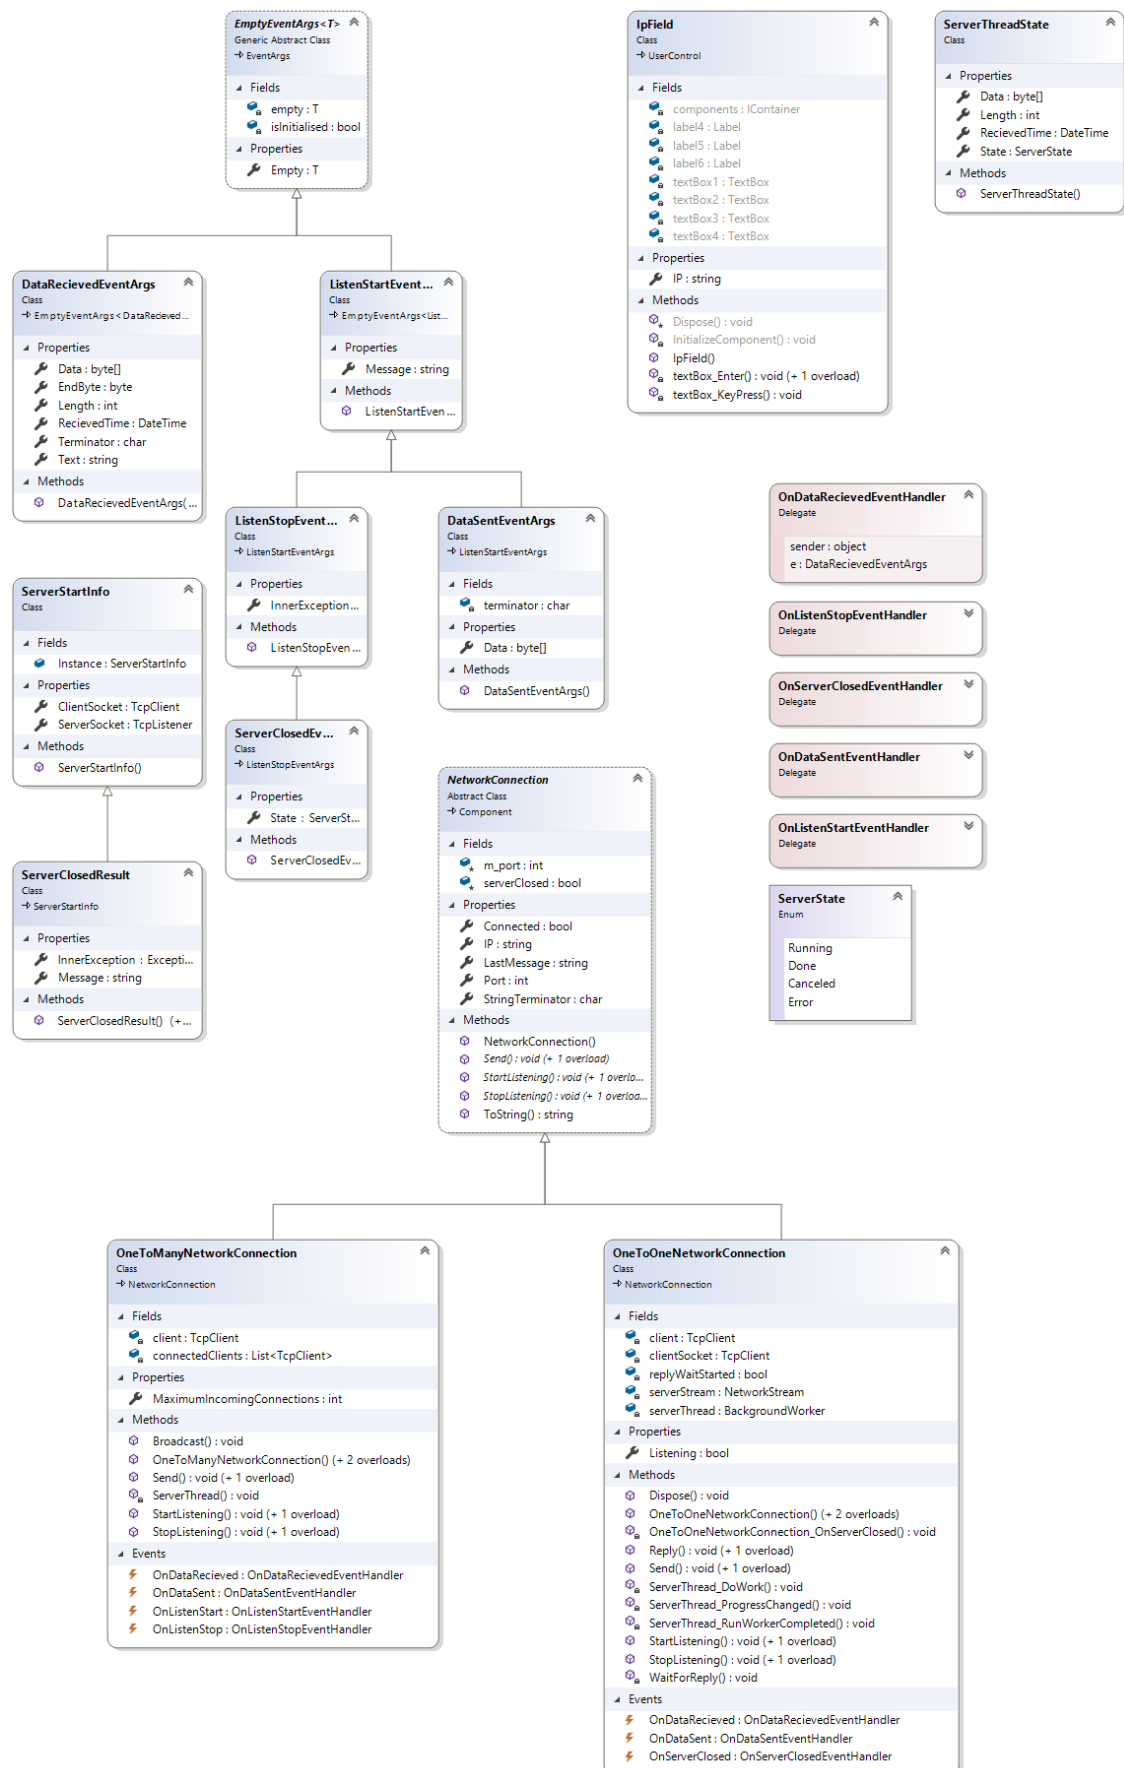 EmptyEventArgs<T>
Generic Abstract Class
EventArgs
Fields
empty : T
isInitialised : bool
Properties
Empty : T
IpField
Class
UserControl
Fields
components : IContainer
label4 : Label
label5 : Label
label6 : Label
textBox1 : TextBox
textBox2 : TextBox
textBox3 : TextBox
textBox4 : TextBox
Properties
IP : string
Methods
Dispose() : void
InitializeComponent() : void
IpField()
textBox_Enter() : void (+ 1 overload)
textBox_KeyPress() : void
ServerThreadState
Class
Properties
Data : byte[]
Length : int
RecievedTime : DateTime
State : ServerState
Methods
ServerThreadState()
DataRecievedEventArgs
Class
EmptyEventArgs<DataRecieved...
Properties
Data : byte[]
EndByte : byte
Length : int
RecievedTime : DateTime
Terminator : char
Text : string
Methods
DataRecievedEventArgs( ...
ListenStartEvent...
Class
EmptyEventArgs<List...
Properties
Message : string
Methods
ListenStartEven ...
ListenStopEvent...
Class
ListenStartEventArgs
Properties
InnerException ...
Methods
ListenStopEven ...
DataSentEventArgs
Class
ListenStartEventArgs
Fields
terminator : char
Properties
Data : byte[]
Methods
DataSentEventArgs()
OnDataRecievedEventHandler
Delegate
sender : object
e : DataRecievedEventArgs
OnListenStopEventHandler
Delegate
OnServerClosedEventHandler
Delegate
OnDataSentEventHandler
Delegate
OnListenStartEventHandler
Delegate
ServerState
Enum
Running
Done
Canceled
Error
ServerStartInfo
Class
Fields
Instance : ServerStartInfo
Properties
ClientSocket : TcpClient
ServerSocket : TcpListener
Methods
ServerStartInfo()
ServerClosedEv...
Class
ListenStopEventArgs
Properties
State : ServerSt...
Methods
ServerClosedEv...
ServerClosedResult
Class
ServerStartInfo
Properties
InnerException : Excepti...
Message : string
Methods
ServerClosedResult() (+...
NetworkConnection
Abstract Class
Component
Fields
m_port : int
serverClosed : bool
Properties
Connected : bool
IP : string
LastMessage : string
Port : int
StringTerminator : char
Methods
NetworkConnection()
Send() : void (+ 1 overload)
StartListening() : void (+ 1 overlo...
StopListening() : void (+ 1 overloa...
ToString() : string
OneToManyNetworkConnection
Class
NetworkConnection
Fields
client : TcpClient
connectedClients : List<TcpClient>
Properties
MaximumIncomingConnections : int
Methods
Broadcast() : void
OneToManyNetworkConnection() (+ 2 overloads)
Send() : void (+ 1 overload)
ServerThread() : void
StartListening() : void (+ 1 overload)
StopListening() : void (+ 1 overload)
Events
OnDataRecieved : OnDataRecievedEventHandler
OnDataSent : OnDataSentEventHandler
OnListenStart : OnListenStartEventHandler
OnListenStop : OnListenStopEventHandler
OneToOneNetworkConnection
Class
NetworkConnection
Fields
client : TcpClient
clientSocket : TcpClient
replyWaitStarted : bool
serverStream : NetworkStream
serverThread : BackgroundWorker
Properties
Listening : bool
Methods
Dispose() : void
OneToOneNetworkConnection() (+ 2 overloads)
OneToOneNetworkConnection_OnServerClosed() : void
Reply() : void (+ 1 overload)
Send() : void (+ 1 overload)
ServerThread_DoWork() : void
ServerThread_ProgressChanged() : void
ServerThread_RunWorkerCompleted() : void
StartListening() : void (+ 1 overload)
StopListening() : void (+ 1 overload)
WaitForReply() : void
Events
OnDataRecieved : OnDataRecievedEventHandler
OnDataSent : OnDataSentEventHandler
OnServerClosed : OnServerClosedEventHandler